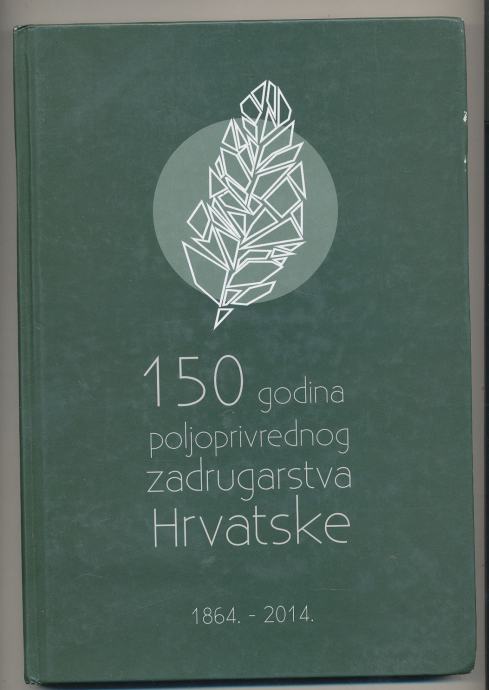 150 godina
poljoprivrednog
zadrugarstva
Hrvatske
1864. - 2014.